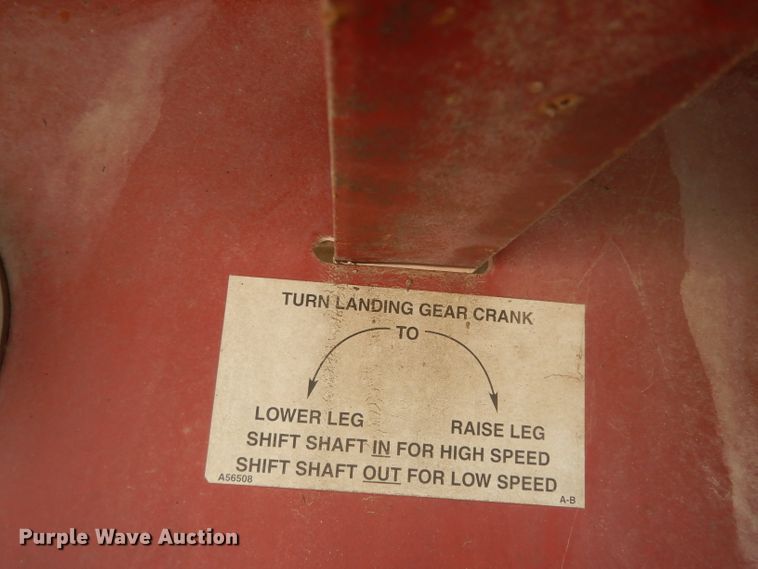 TURN LANDING GEAR CRANK
TO
LOWER LEG RAISE LEG
SHIFT SHAFT IN FOR HIGH SPEED
SHIFT SHAFT OUT FOR LOW SPEED
A56508 A-B
Purple Wave Auction